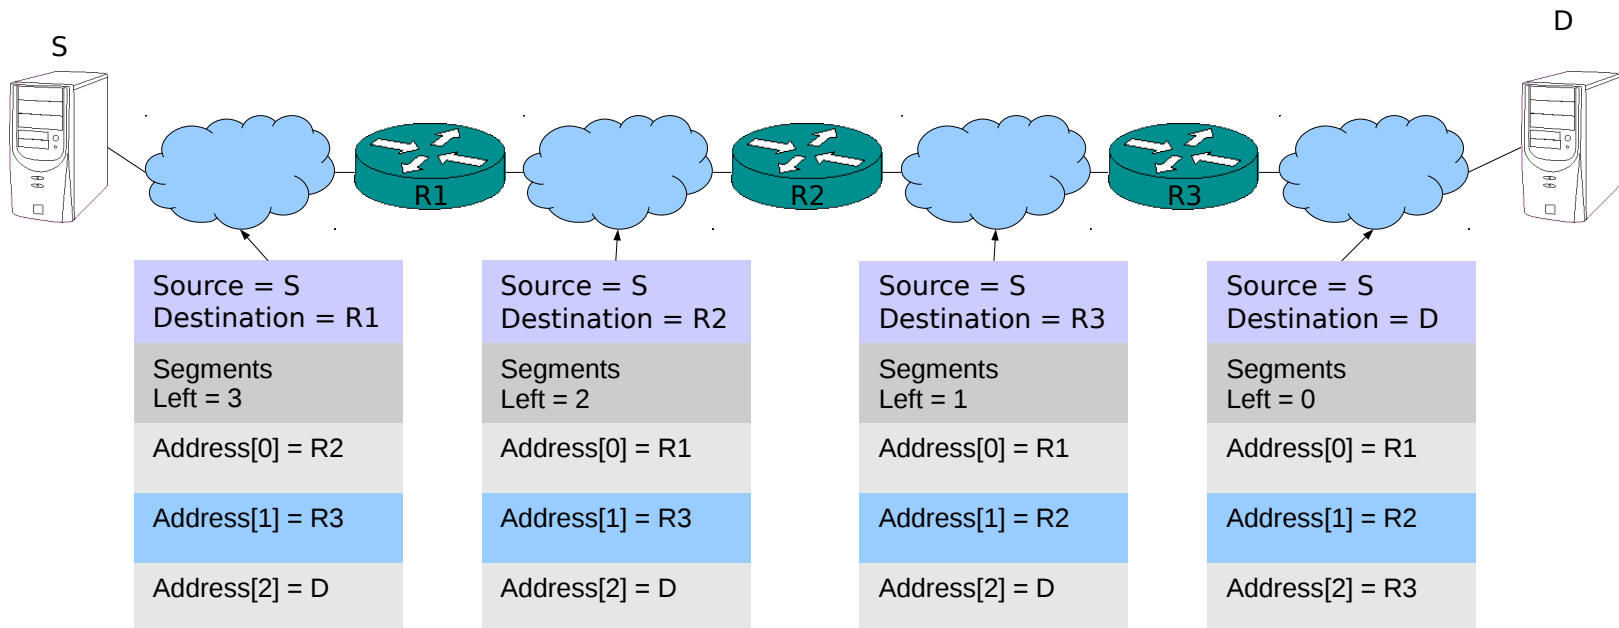 S
D
R1
R2
R3
Source = S
Destination = R1
Segments
Left = 3
Address[0] = R2
Address[1] = R3
Address[2] = D
Source = S
Destination = R2
Segments
Left = 2
Address[0] = R1
Address[1] = R3
Address[2] = D
Source = S
Destination = R3
Segments
Left = 1
Address[0] = R1
Address[1] = R2
Address[2] = D
Source = S
Destination = D
Segments
Left = 0
Address[0] = R1
Address[1] = R2
Address[2] = R3